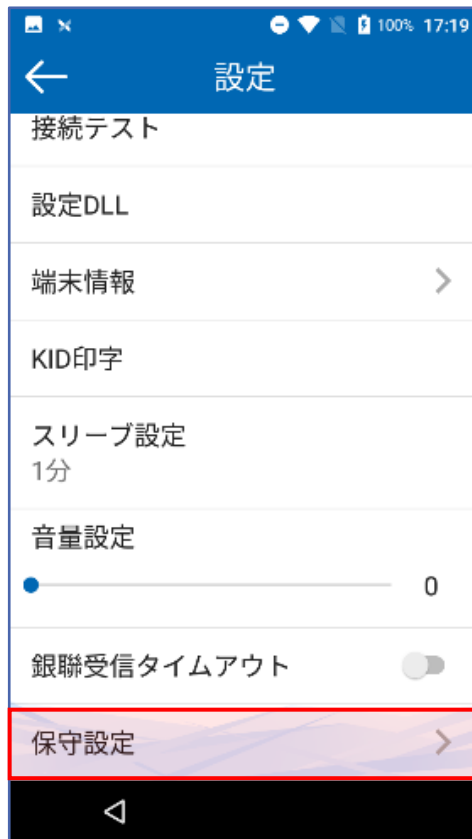 100% 17:19
設定
接続テスト
設定DLL
端末情報
KID印字
スリープ設定
1分
音量設定
0
銀聯受信タイムアウト
保守設定